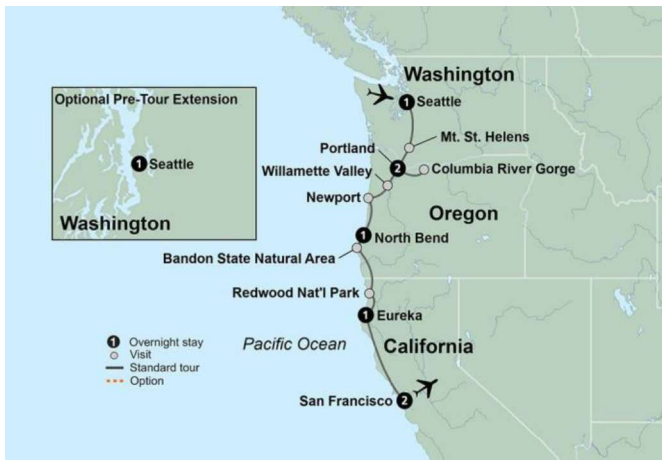 Optional Pre-Tour Extension
1 Seattle
Washington
Washington
1 Seattle
Mt. St. Helens
Portland
2
Columbia River Gorge
Willamette Valley
Newport
Oregon
1 North Bend
Bandon State Natural Area
Redwood Nat'l Park
1 Eureka
Pacific Ocean
California
San Francisco 2
1 Overnight stay
Visit
Standard tour
Option